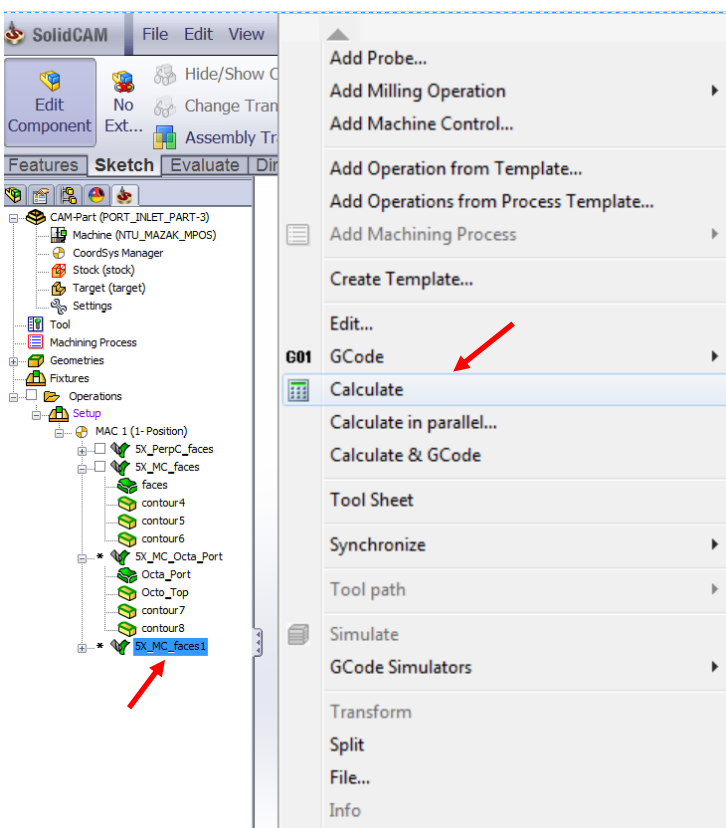 SolidCAM File Edit View
Edit Component
No Ext...
Hide/Show C
Change Tran
Assembly Tr
Features Sketch Evaluate Dir
CAM-Part (PORT_INLET_PART-3)
Machine (NTU_MAZAK_MPOS)
CoordSys Manager
Stock (stock)
Target (target)
Settings
Tool
Machining Process
Geometries
Fixtures
Operations
Setup
MAC 1 (1- Position)
5X_PerpC_faces
5X_MC_faces
faces
contour4
contour5
contour6
* 5X_MC_Octa_Port
Octa_Port
Octo_Top
contour7
contour8
* 5X_MC_faces1
Add Probe...
Add Milling Operation
Add Machine Control...
Add Operation from Template...
Add Operations from Process Template...
Add Machining Process
Create Template...
Edit...
G01 GCode
Calculate
Calculate in parallel...
Calculate & GCode
Tool Sheet
Synchronize
Tool path
Simulate
GCode Simulators
Transform
Split
File...
Info